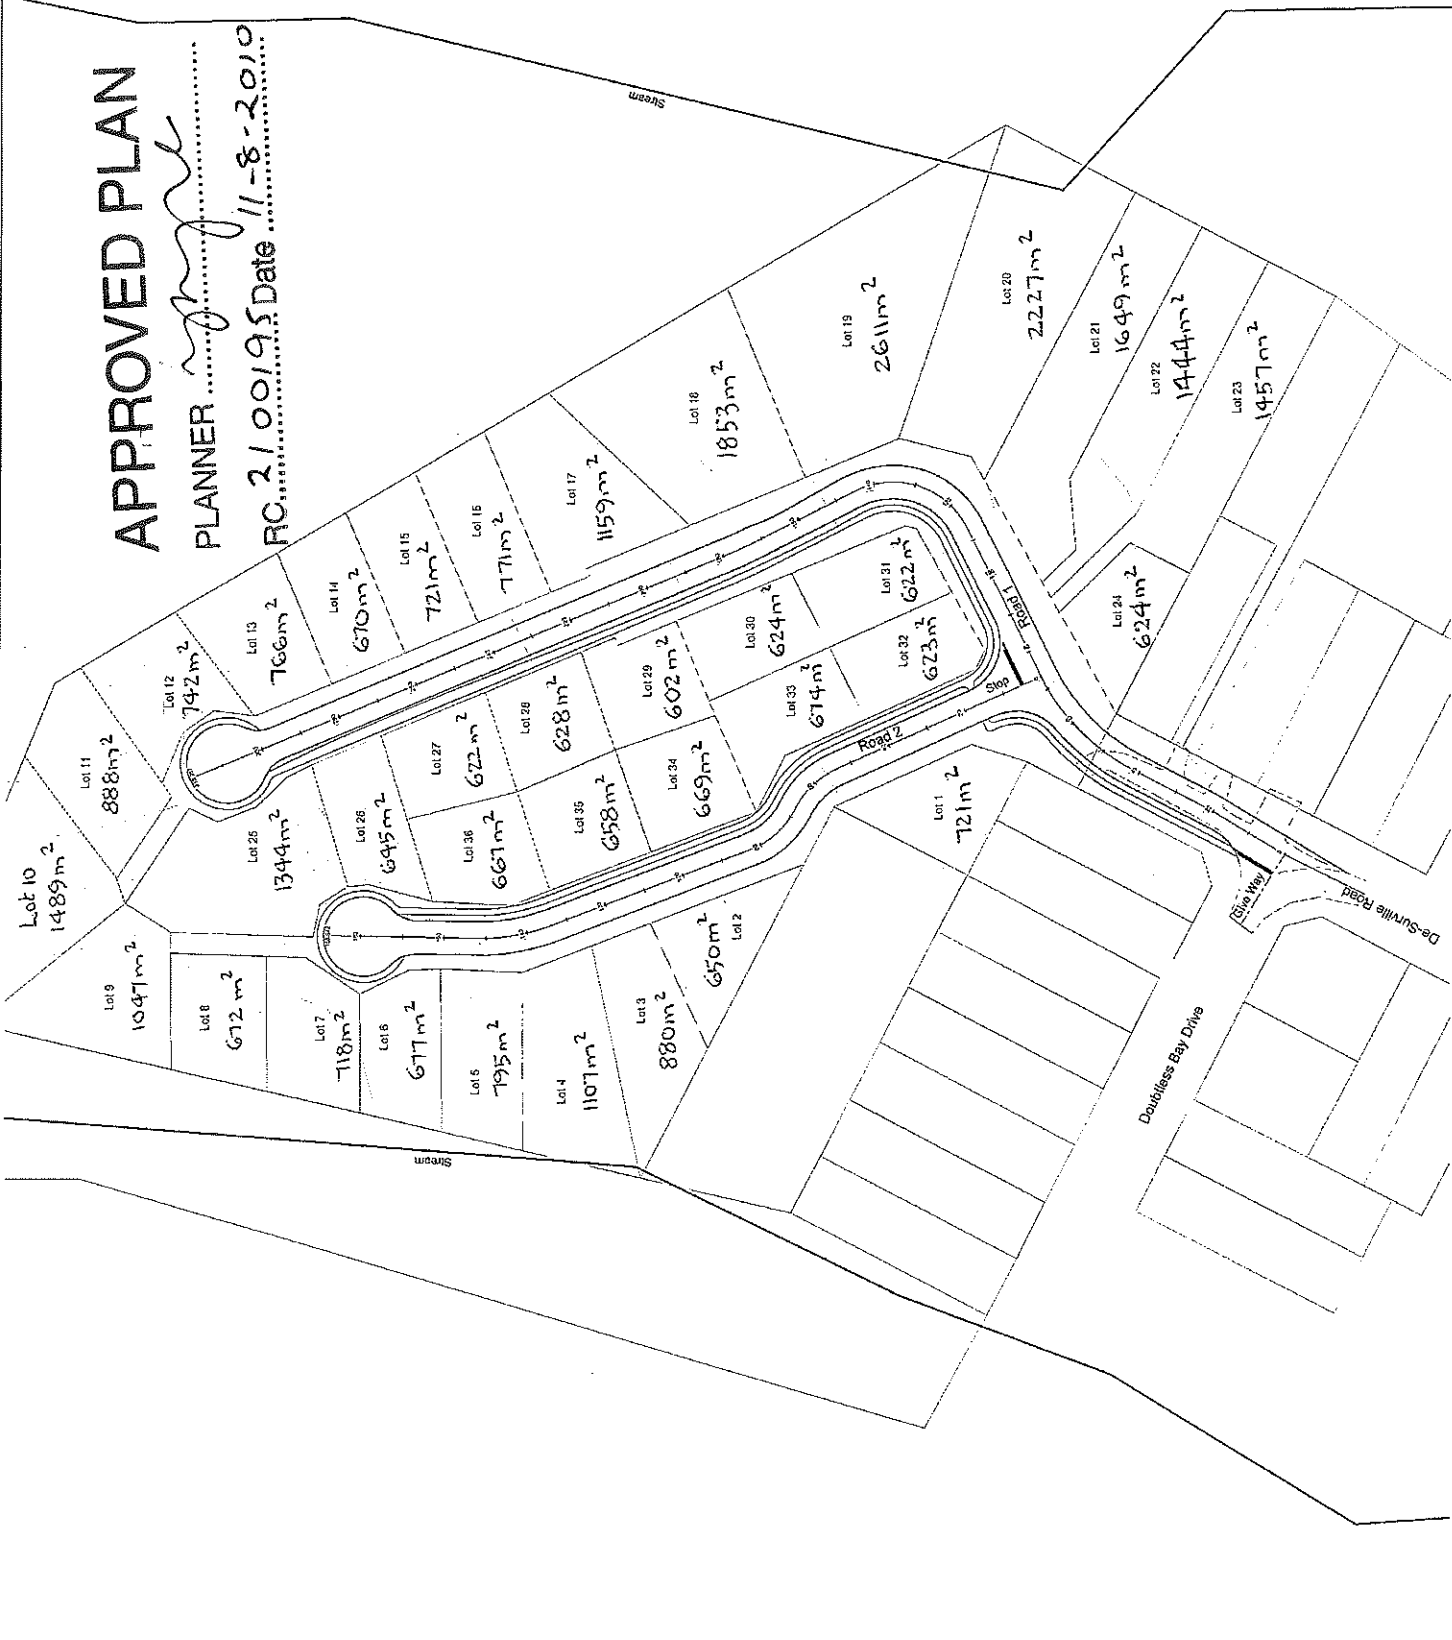 APPROVED PLAN
PLANNER
RC 2100195 Date 11-8-2010
Stream
Lot 10
1489m²
Lot 11
888m²
Lot 12
742m²
Lot 13
766m²
Lot 14
670m²
Lot 15
721m²
Lot 16
771m²
Lot 17
1159m²
Lot 18
1853m²
Lot 19
2611m²
Lot 20
2227m²
Lot 21
1649m²
Lot 22
1444m²
Lot 23
1457m²
Lot 24
624m²
Lot 25
1344m²
Lot 26
645m²
Lot 27
622m²
Lot 28
628m²
Lot 29
602m²
Lot 30
624m²
Lot 31
622m²
Lot 32
623m²
Lot 33
674m²
Lot 34
669m²
Lot 35
658m²
Lot 36
667m²
Road 1
Stop
Road 2
Lot 1
721m²
Lot 2
650m²
Lot 3
880m²
Lot 4
1107m²
Lot 5
795m²
Lot 6
677m²
Lot 7
718m²
Lot 8
672m²
Lot 9
1047m²
Stream
Give Way
De-Surville Road
Doubtless Bay Drive